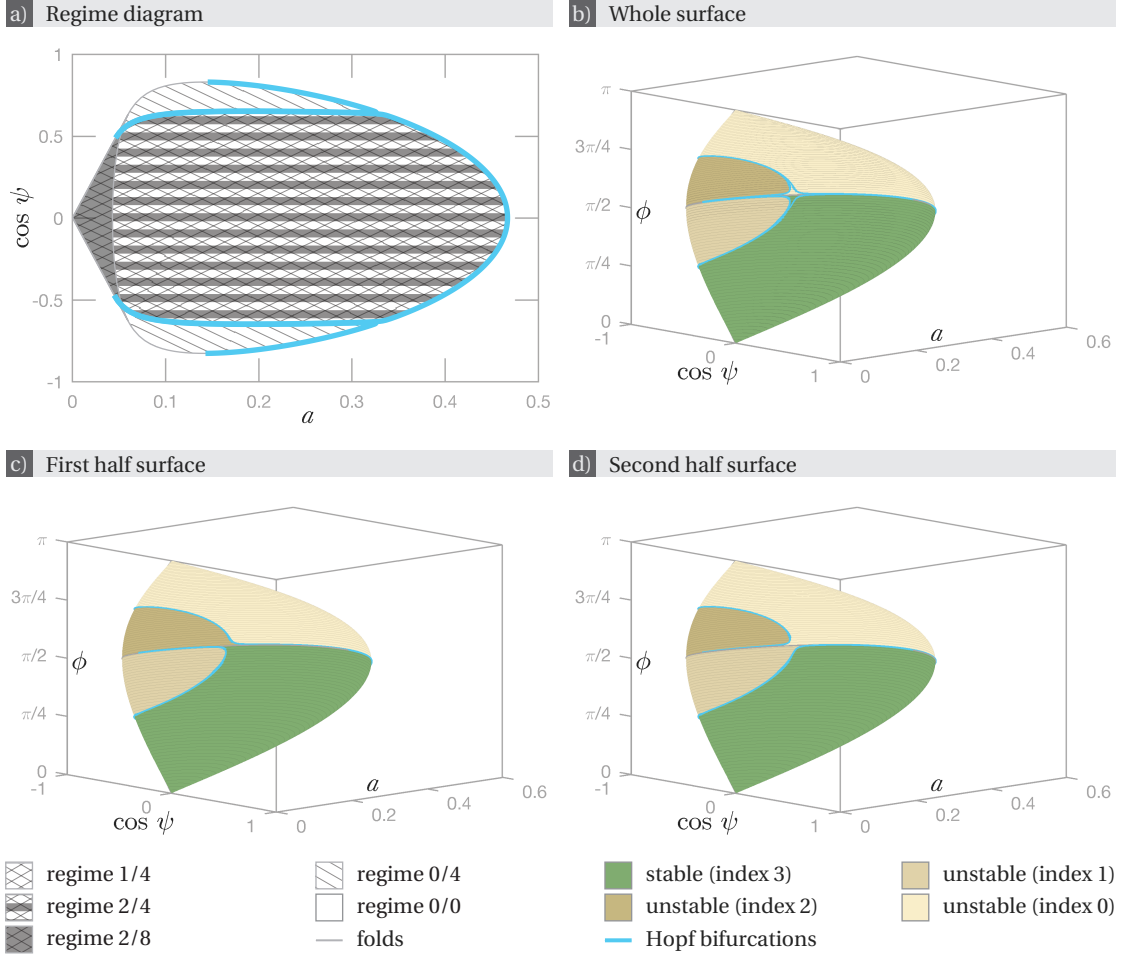 a) Regime diagram
1
0.5
0
-0.5
-1
cos ψ
0 0.1 0.2 0.3 0.4 0.5
a
b) Whole surface
π
3π/4
π/2
π/4
0
ϕ
-1 0 1
cos ψ
0 0.2 0.4 0.6
a
c) First half surface
π
3π/4
π/2
π/4
0
ϕ
-1 0 1
cos ψ
0 0.2 0.4 0.6
a
d) Second half surface
π
3π/4
π/2
π/4
0
ϕ
-1 0 1
cos ψ
0 0.2 0.4 0.6
a
regime 1/4
regime 2/4
regime 2/8
regime 0/4
regime 0/0
folds
stable (index 3)
unstable (index 2)
Hopf bifurcations
unstable (index 1)
unstable (index 0)